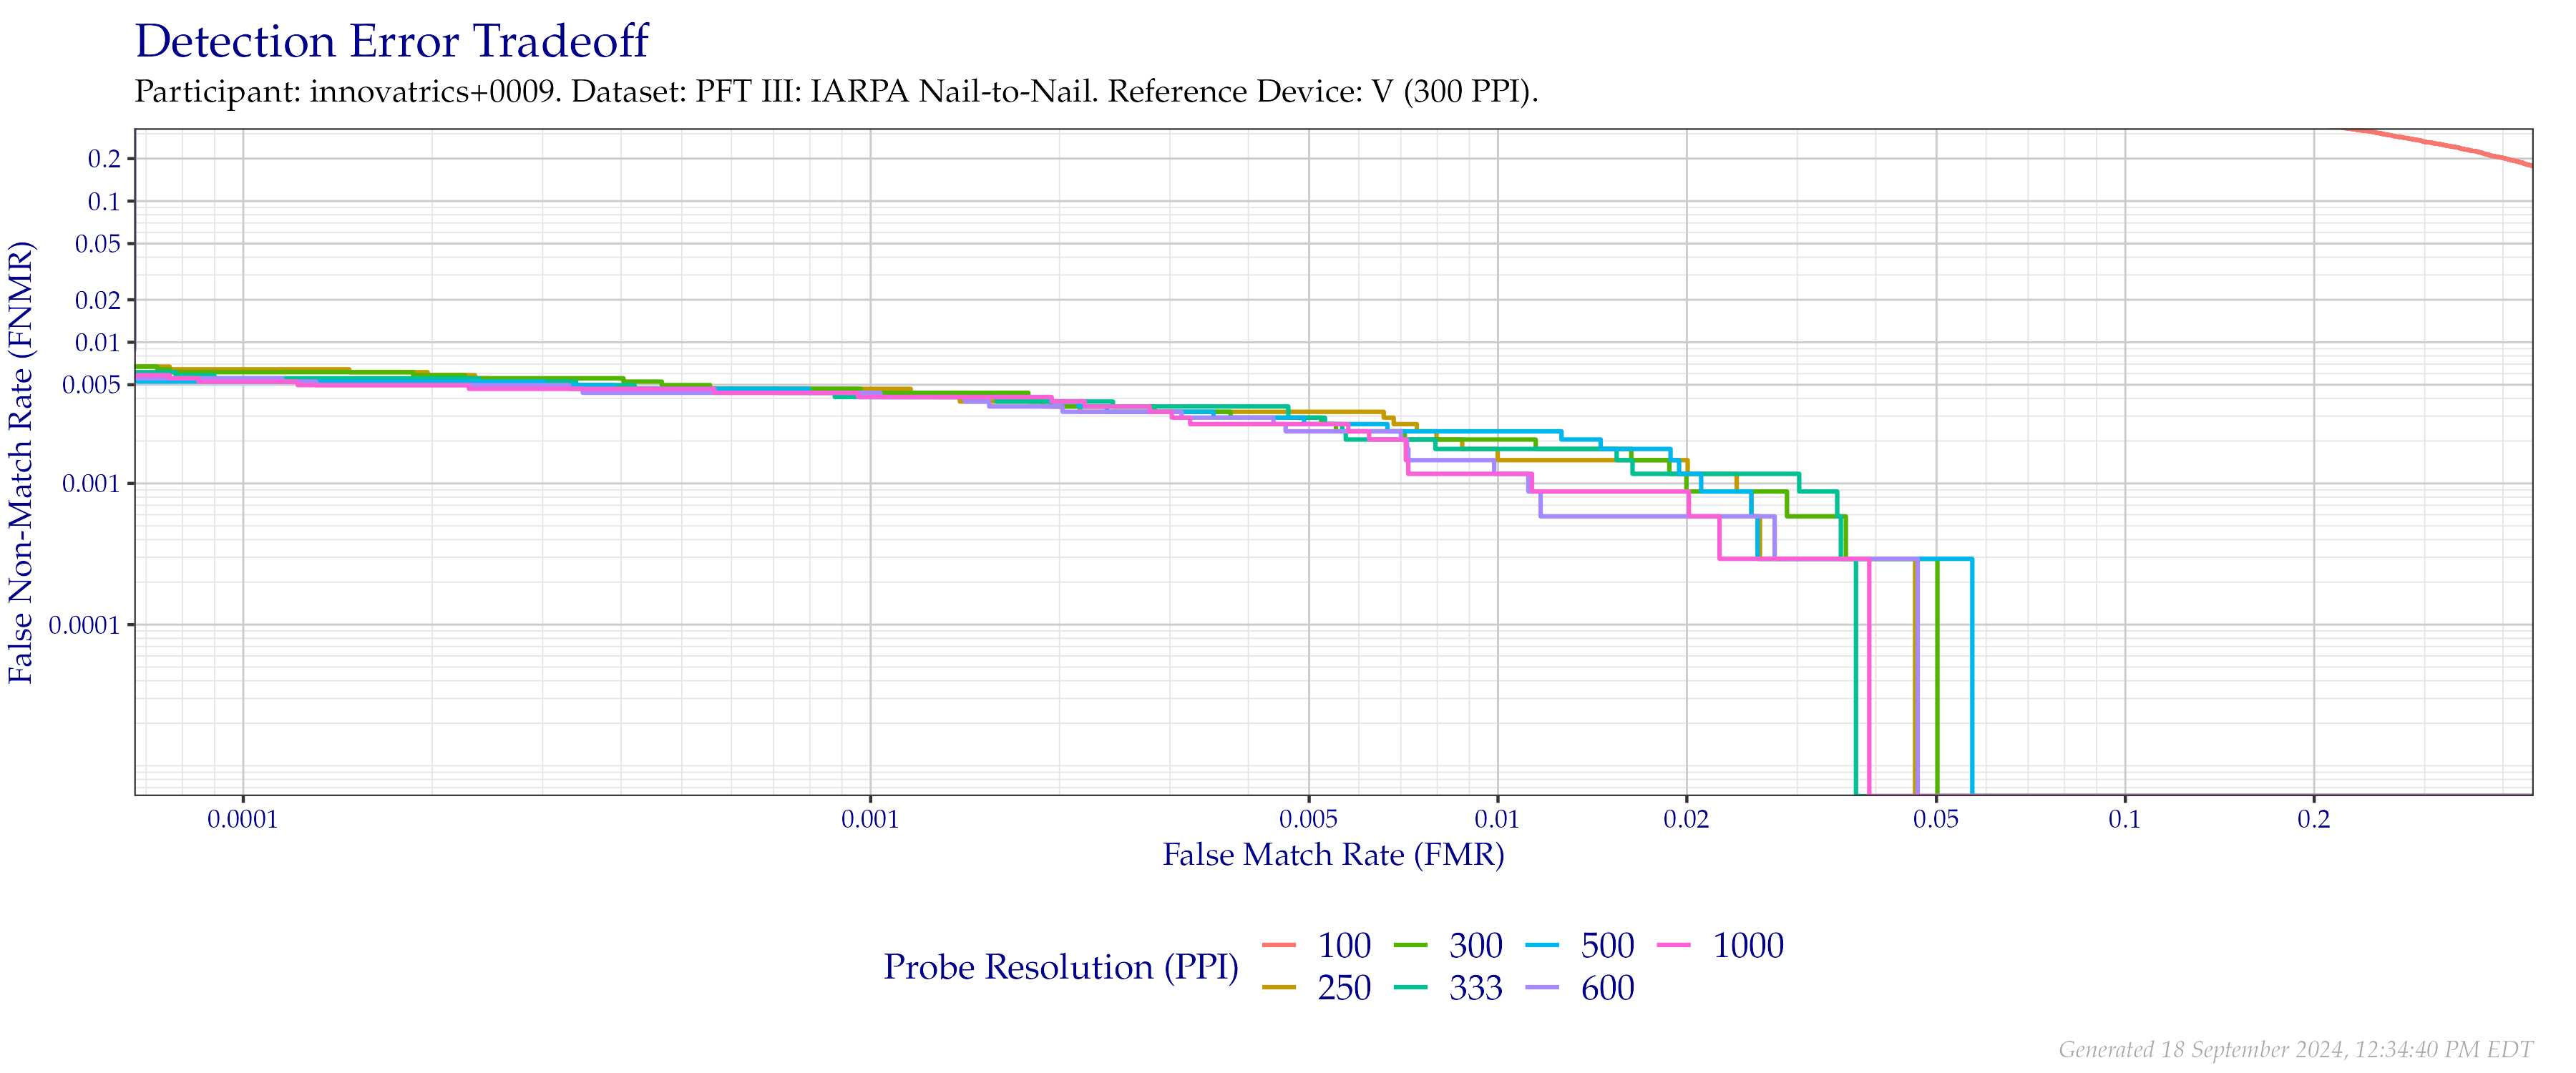 Detection Error Tradeoff
Participant: innovatrics+0009. Dataset: PFT III: IARPA Nail-to-Nail. Reference Device: V (300 PPI).
False Non-Match Rate (FNMR)
0.2
0.1
0.05
0.02
0.01
0.005
0.001
0.0001
0.0001 0.001 0.005 0.01 0.02 0.05 0.1 0.2
False Match Rate (FMR)
Probe Resolution (PPI)
100 300 500 1000
250 333 600
Generated 18 September 2024, 12:34:40 PM EDT